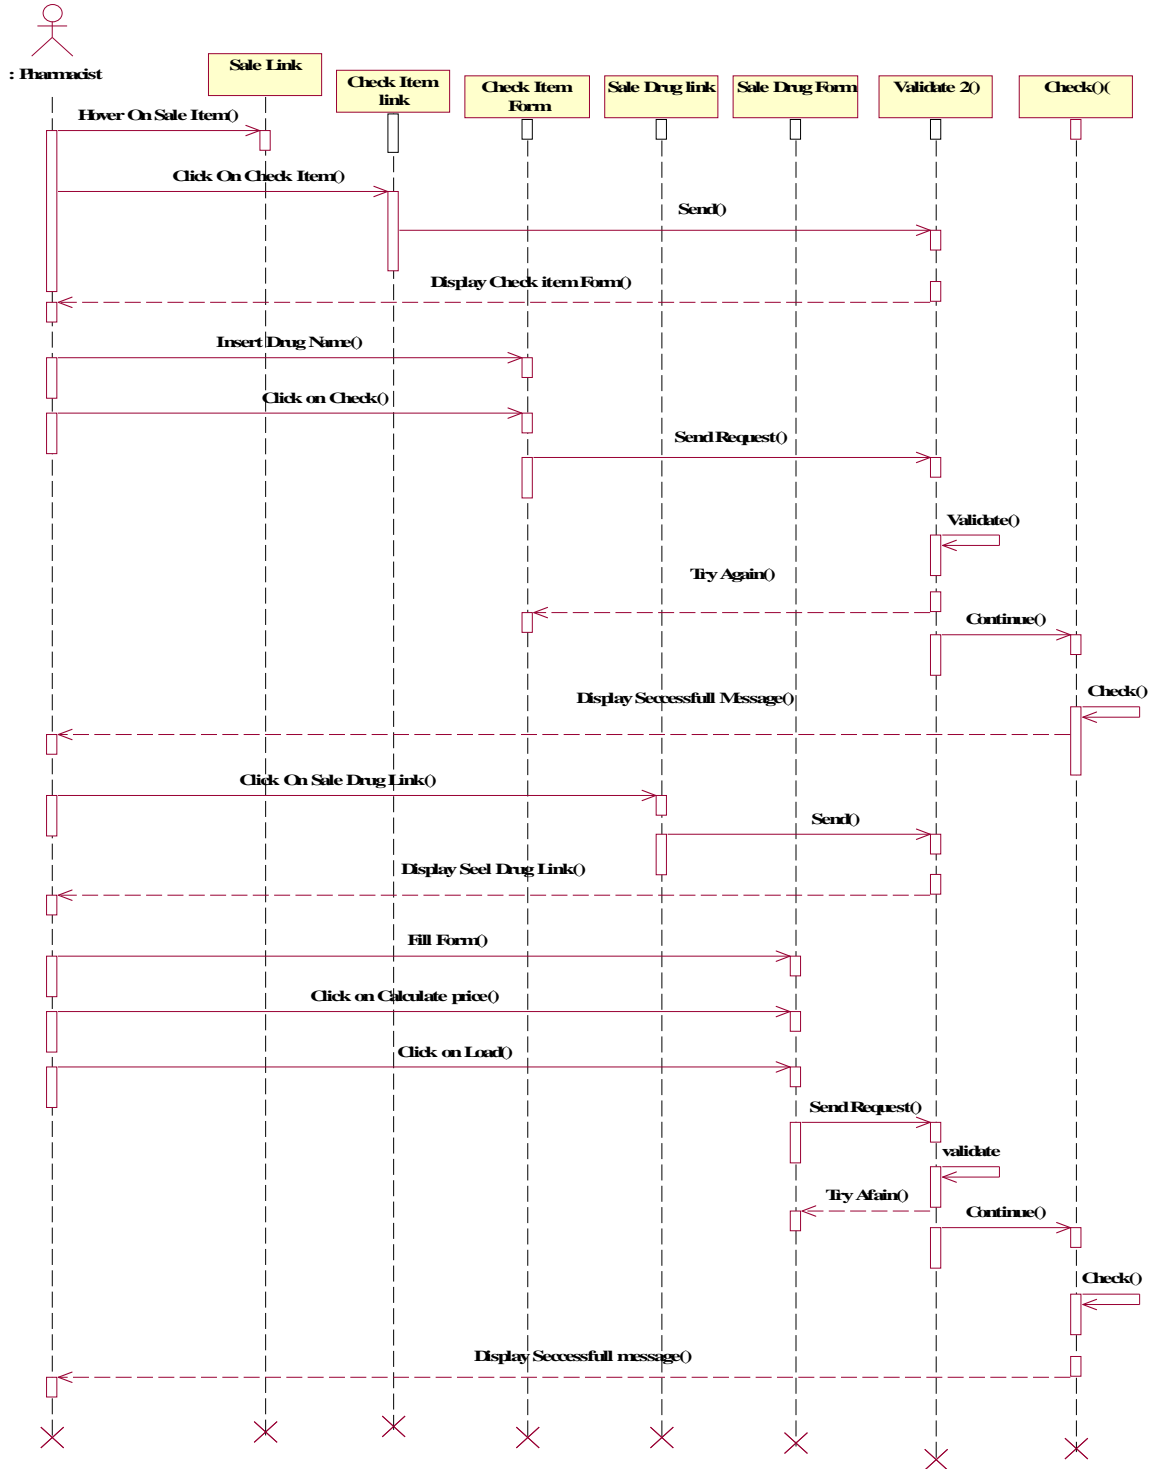 : Pharmacist
Sale Link
Check Item
link
Check Item
Form
Sale Drug link
Sale Drug Form
Validate 2()
Check()(
Hover On Sale Item()
Click On Check Item()
Send()
Display Check item Form()
Insert Drug Name()
Click on Check()
Send Request()
Validate()
Try Again()
Continue()
Check()
Display Seccessfull Message()
Click On Sale Drug Link()
Send()
Display Seel Drug Link()
Fill Form()
Click on Calculate price()
Click on Load()
Send Request()
validate
Try Afain()
Continue()
Check()
Display Seccessfull message()